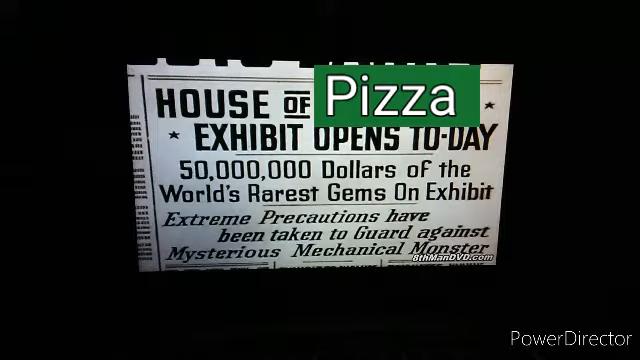 HOUSE OF Pizza
★ EXHIBIT OPENS TO-DAY ★
50,000,000 Dollars of the
World's Rarest Gems On Exhibit
Extreme Precautions have
been taken to Guard against
Mysterious Mechanical Monster
8thManDVD.com
PowerDirector